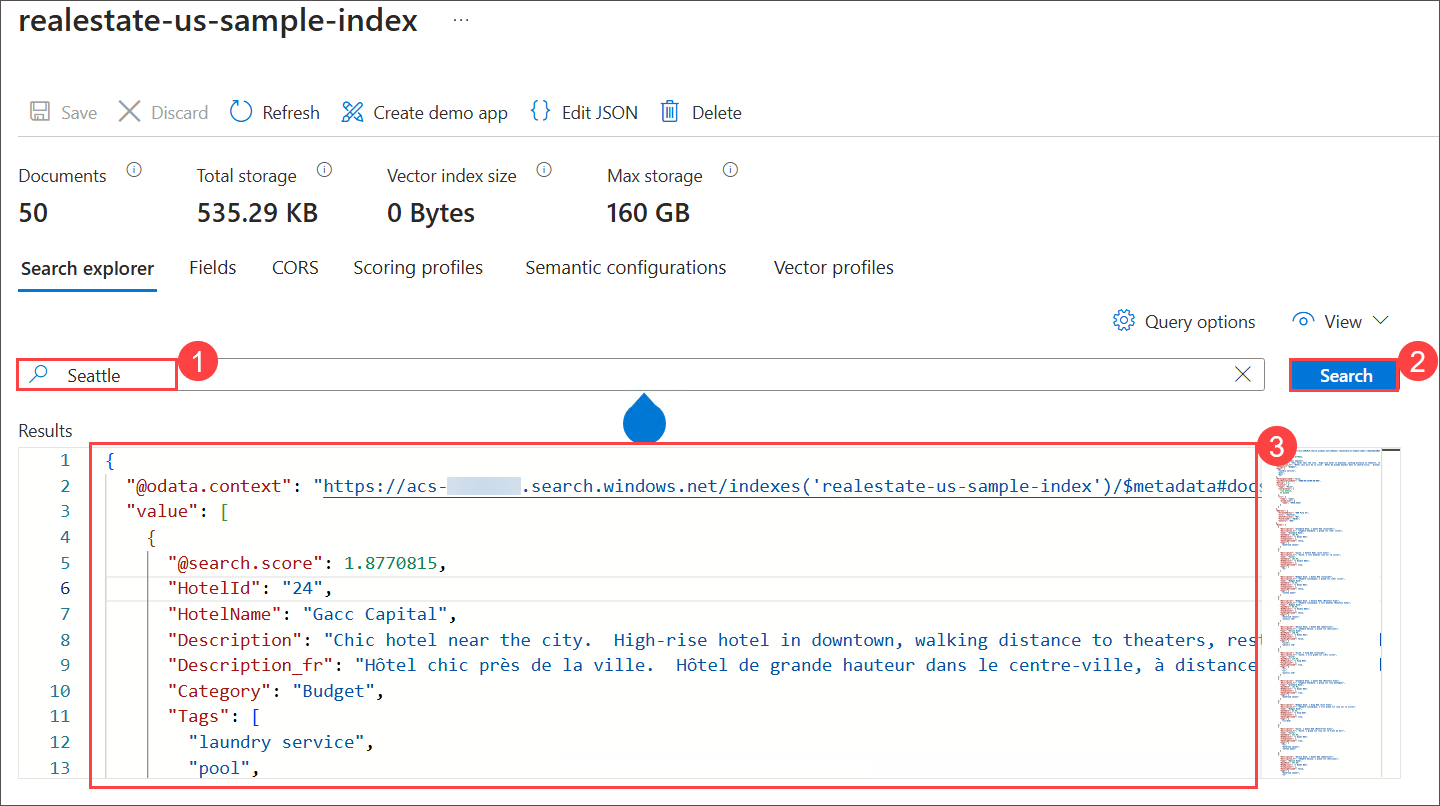 realestate-us-sample-index ...
Save Discard Refresh Create demo app {} Edit JSON Delete
Documents Total storage Vector index size Max storage
50 535.29 KB 0 Bytes 160 GB
Search explorer Fields CORS Scoring profiles Semantic configurations Vector profiles
Query options View
Seattle 1 Search 2
Results
3
1 {
2 "@odata.context": "https://acs- .search.windows.net/indexes('realestate-us-sample-index')/$metadata#docs
3 "value": [
4 {
5 "@search.score": 1.8770815,
6 "HotelId": "24",
7 "HotelName": "Gacc Capital",
8 "Description": "Chic hotel near the city.  High-rise hotel in downtown, walking distance to theaters,
9 "Description_fr": "Hôtel chic près de la ville.  Hôtel de grande hauteur dans le centre-ville, à distance
10 "Category": "Budget",
11 "Tags": [
12 "laundry service",
13 "pool",